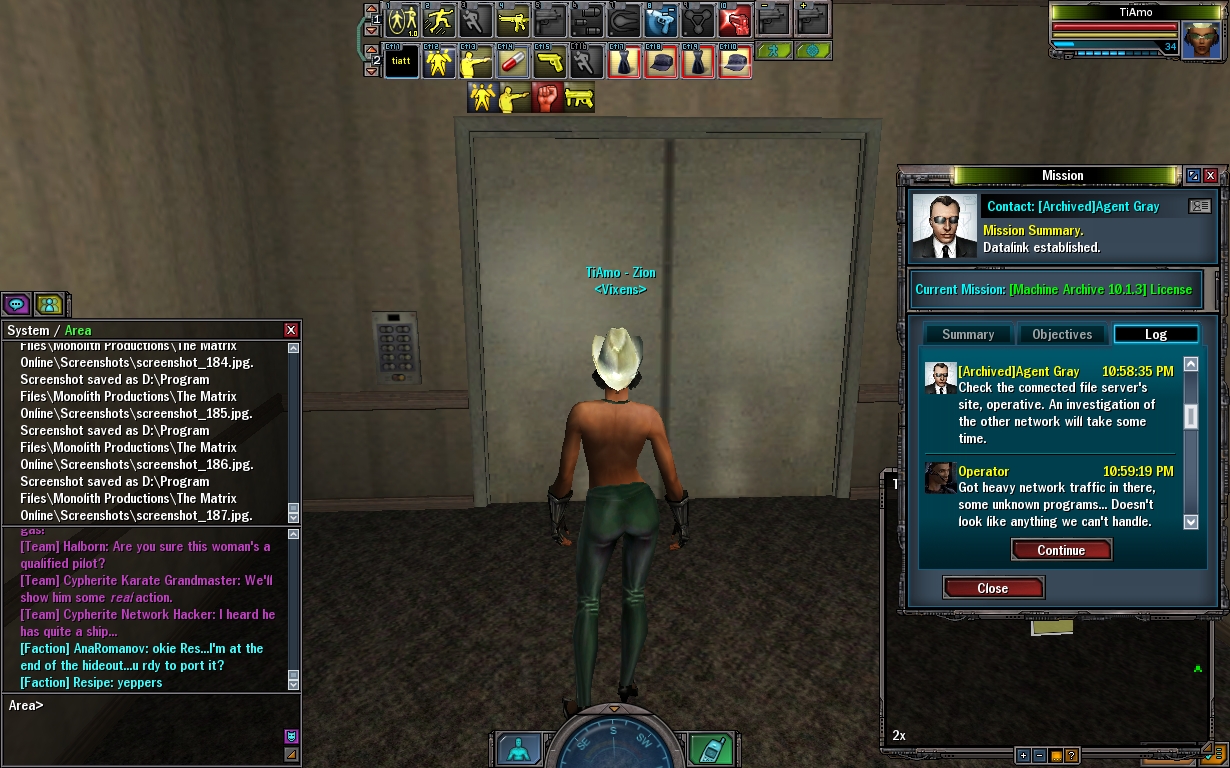 TiAmo
34
1
1.0
2
Ctrl1
tiatt
Mission
Contact: [Archived]Agent Gray
Mission Summary.
Datalink established.
Current Mission: [Machine Archive 10.1.3] License
Summary Objectives Log
[Archived]Agent Gray 10:58:35 PM
Check the connected file server's
site, operative. An investigation of
the other network will take some
time.
Operator 10:59:19 PM
Got heavy network traffic in there,
some unknown programs... Doesn't
look like anything we can't handle.
Continue
Close
TiAmo - Zion
<Vixens>
System / Area
Files\Monolith Productions\The Matrix
Online\Screenshots\screenshot_184.jpg.
Screenshot saved as D:\Program
Files\Monolith Productions\The Matrix
Online\Screenshots\screenshot_185.jpg.
Screenshot saved as D:\Program
Files\Monolith Productions\The Matrix
Online\Screenshots\screenshot_186.jpg.
Screenshot saved as D:\Program
Files\Monolith Productions\The Matrix
Online\Screenshots\screenshot_187.jpg.
gas!
[Team] Halborn: Are you sure this woman's a
qualified pilot?
[Team] Cypherite Karate Grandmaster: We'll
show him some real action.
[Team] Cypherite Network Hacker: I heard he
has quite a ship...
[Faction] AnaRomanov: okie Res...I'm at the
end of the hideout...u rdy to port it?
[Faction] Resipe: yeppers
Area>
SE S SW
2x